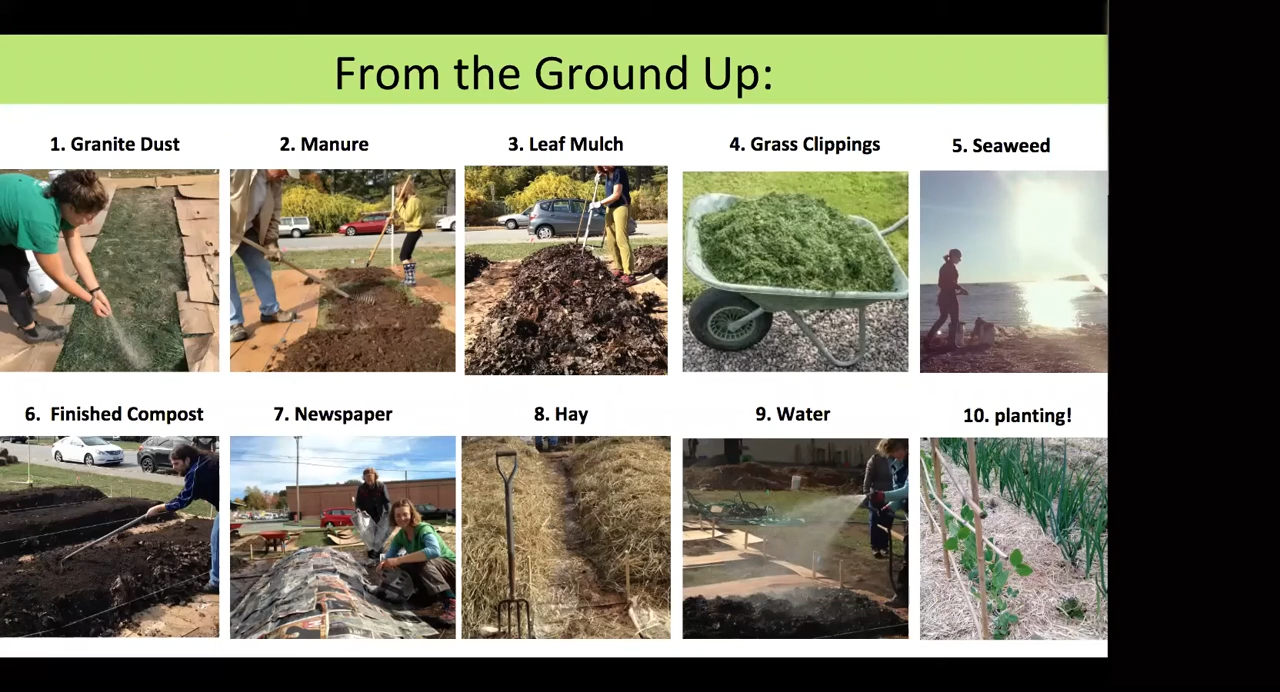 From the Ground Up:
1. Granite Dust
2. Manure
3. Leaf Mulch
4. Grass Clippings
5. Seaweed
6. Finished Compost
7. Newspaper
8. Hay
9. Water
10. planting!